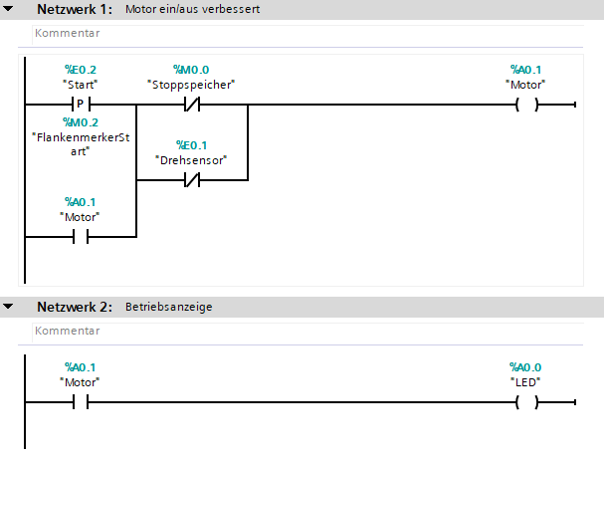 Netzwerk 1: Motor ein/aus verbessert
Kommentar
%E0.2 %M0.0 %A0.1
"Start" "Stoppspeicher" "Motor"
P
%M0.2
"FlankenmerkerSt
art"
%E0.1
"Drehsensor"
%A0.1
"Motor"
Netzwerk 2: Betriebsanzeige
Kommentar
%A0.1 %A0.0
"Motor" "LED"